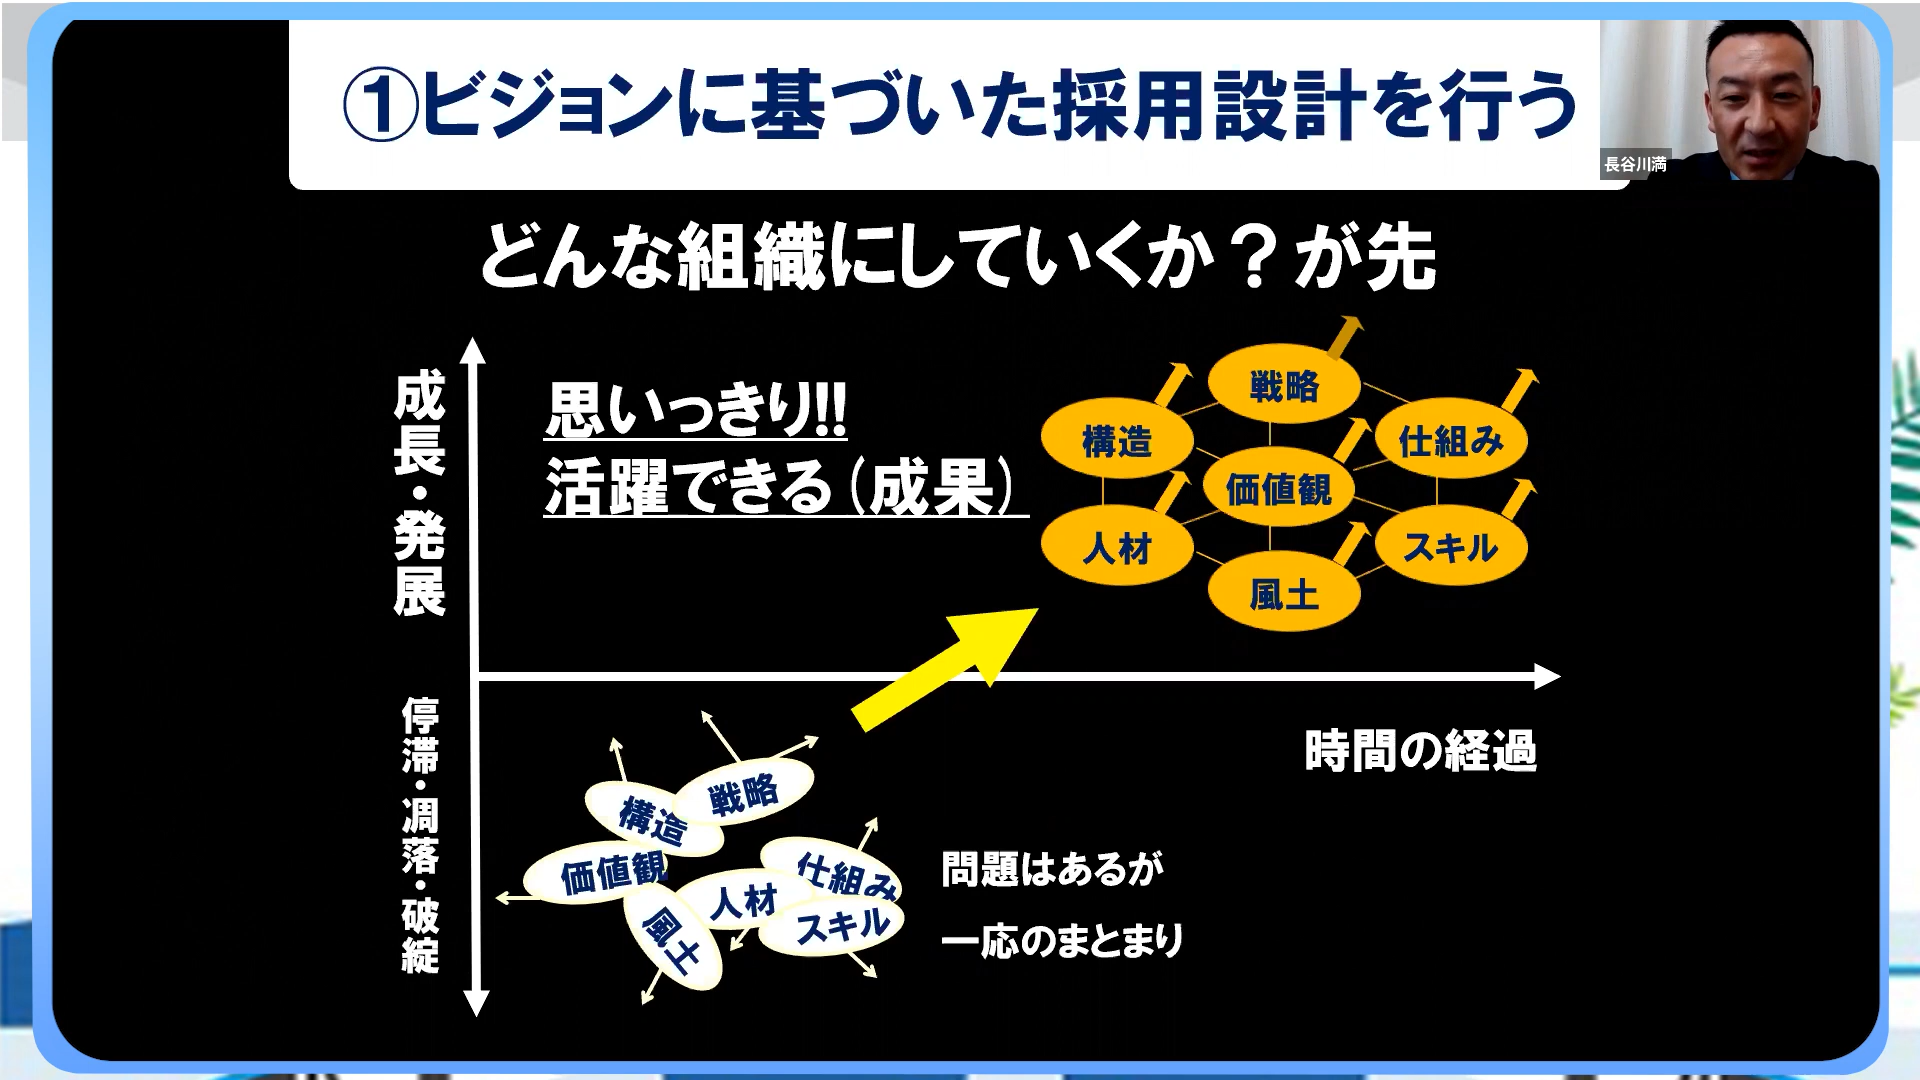 ①ビジョンに基づいた採用設計を行う
長谷川満
どんな組織にしていくか？が先
成長・発展
思いっきり!!
活躍できる（成果）
戦略
構造
仕組み
価値観
人材
スキル
風土
時間の経過
停滞・凋落・破綻
戦略
構造
価値観
仕組み
人材
スキル
風土
問題はあるが
一応のまとまり